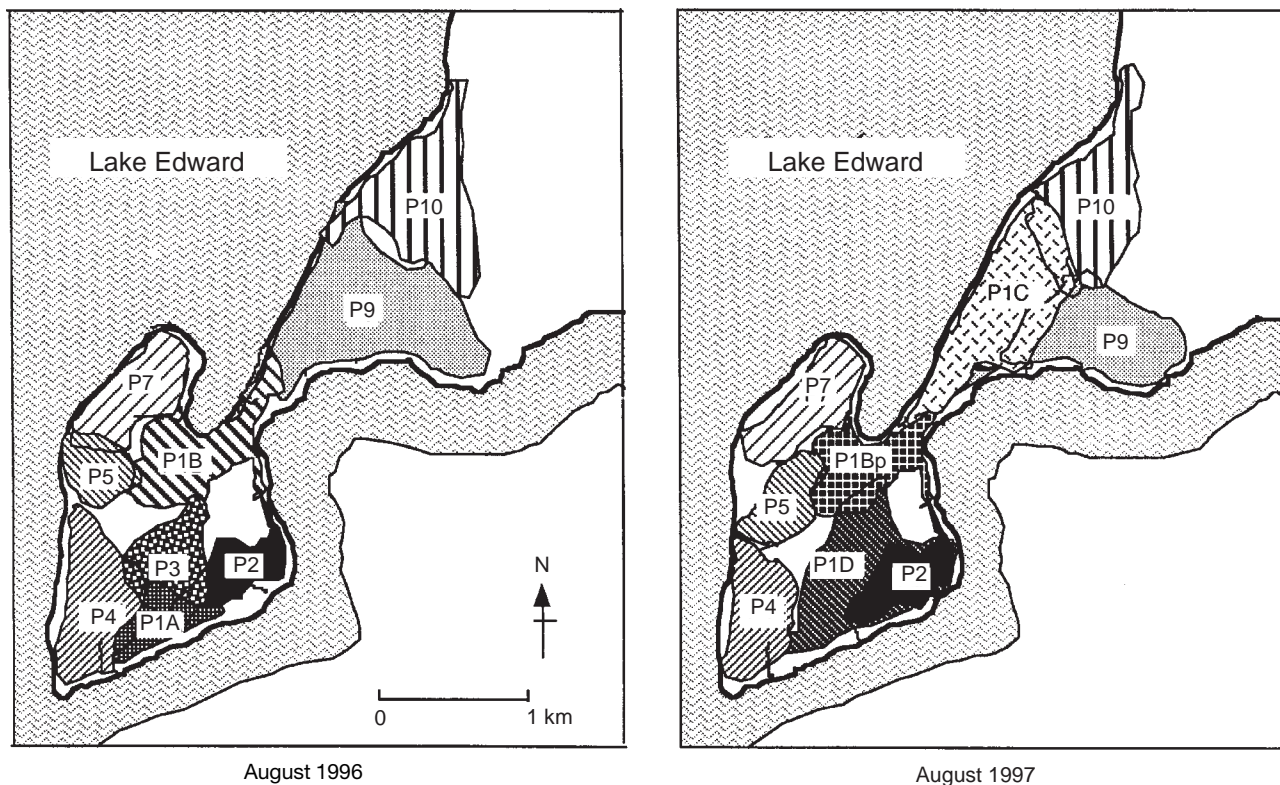 Lake Edward
P10
P9
P7
P1B
P5
P3
P2
P4
P1A
N
0 1 km
August 1996
Lake Edward
P10
P1C
P9
P7
P1Bp
P5
P1D
P2
P4
August 1997